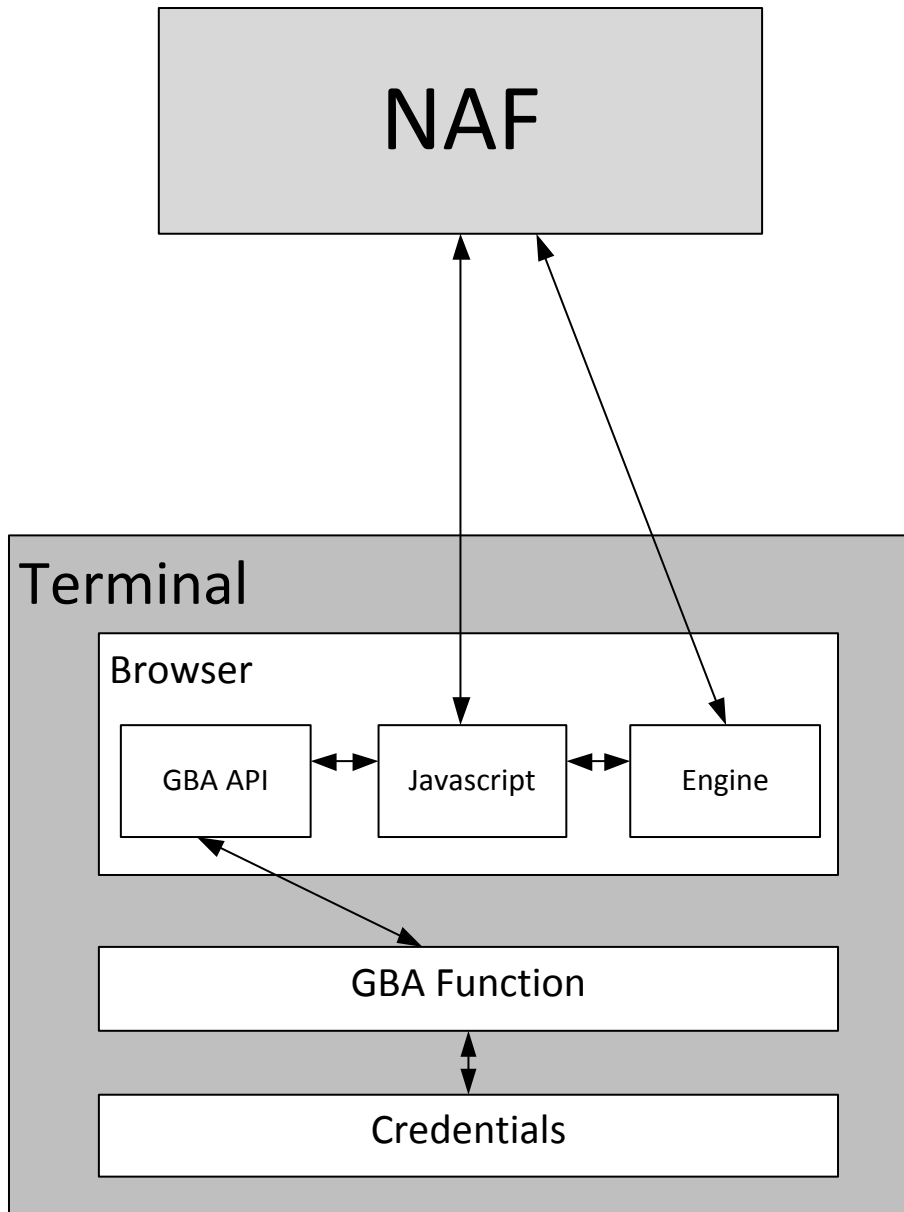 NAF
Terminal
Browser
GBA API
Javascript
Engine
GBA Function
Credentials